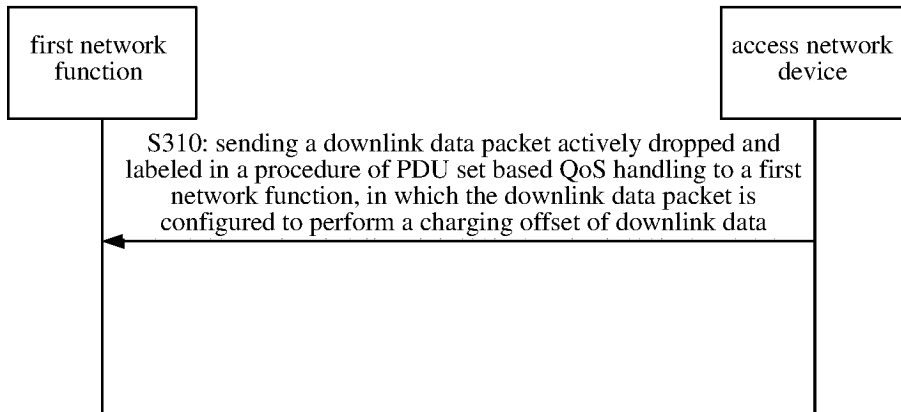 first network
function
access network
device
S310: sending a downlink data packet actively dropped and
labeled in a procedure of PDU set based QoS handling to a first
network function, in which the downlink data packet is
configured to perform a charging offset of downlink data